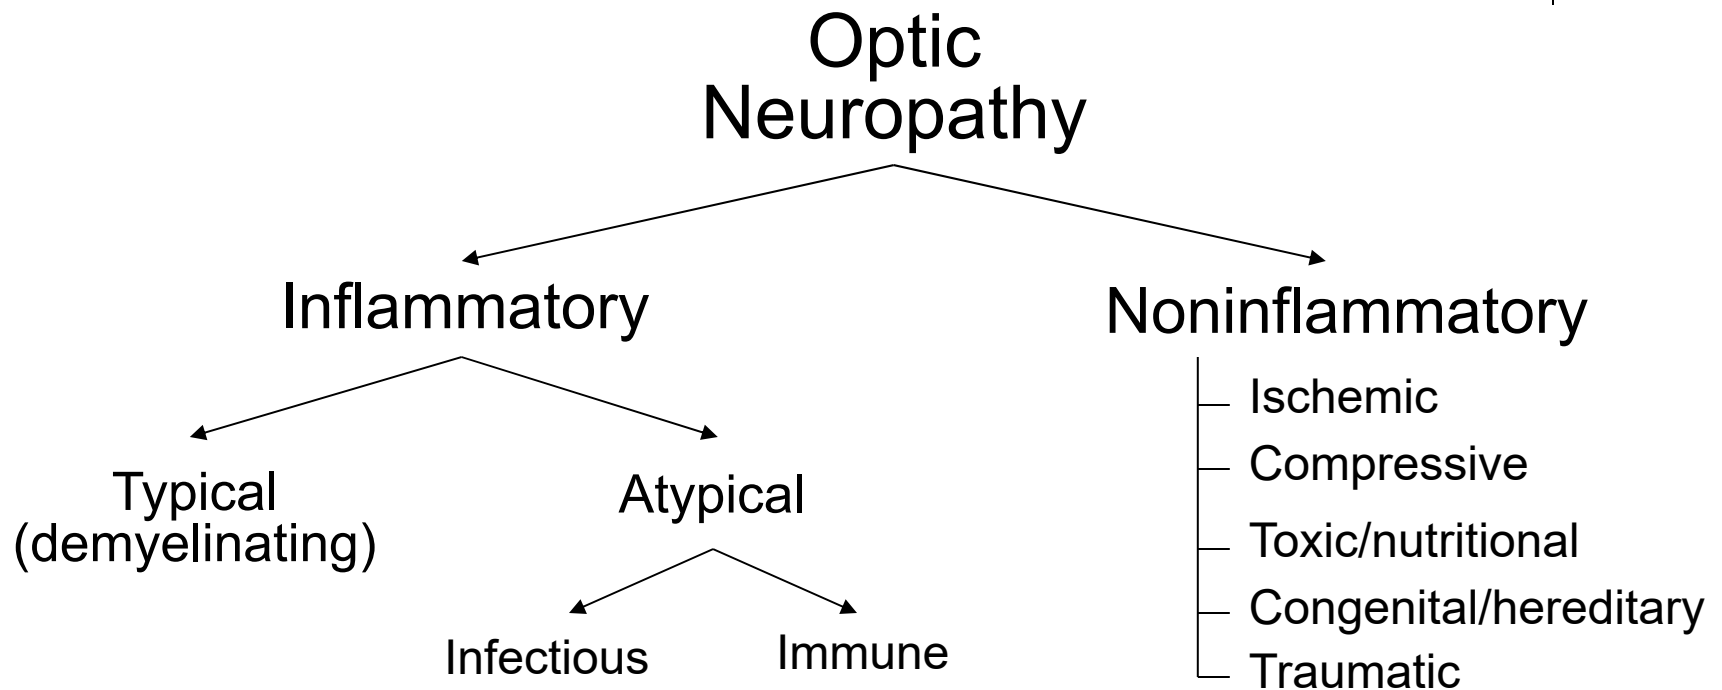 Optic
Neuropathy
Inflammatory
Noninflammatory
Typical
(demyelinating)
Atypical
Infectious
Immune
Ischemic
Compressive
Toxic/nutritional
Congenital/hereditary
Traumatic